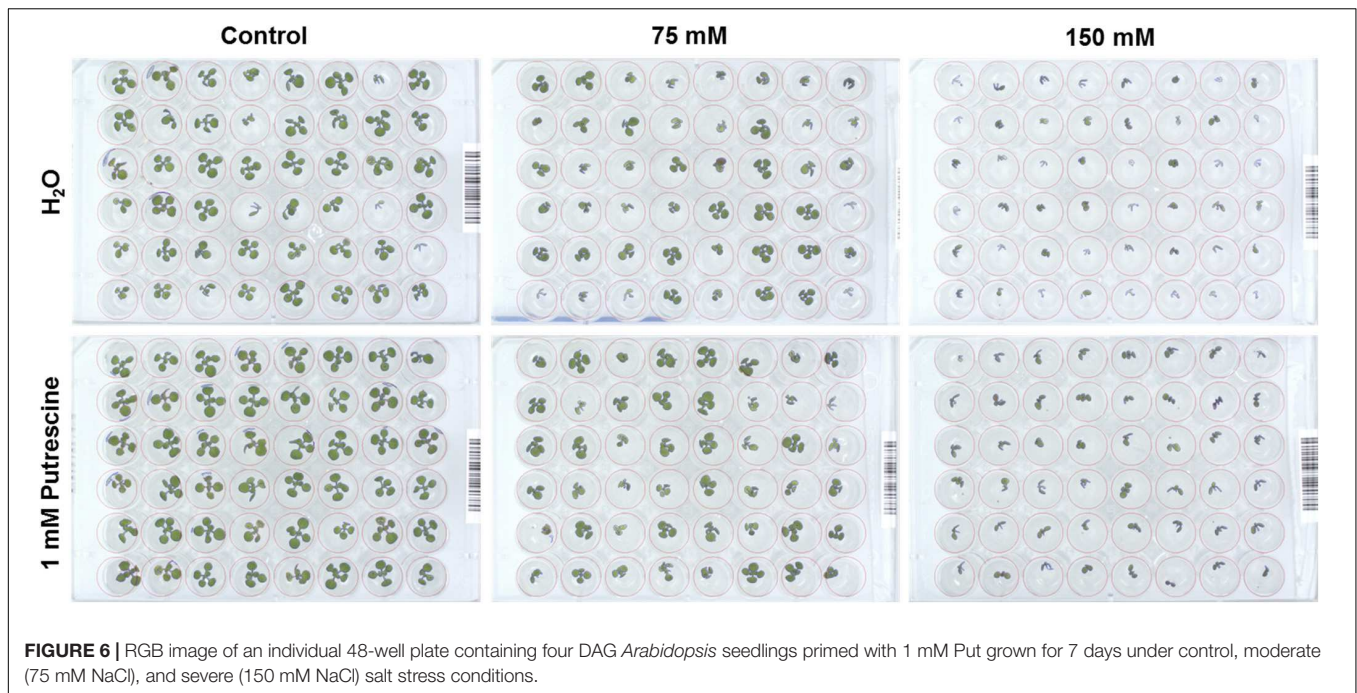 Control 75 mM 150 mM
H₂O
1 mM Putrescine
FIGURE 6 | RGB image of an individual 48-well plate containing four DAG Arabidopsis seedlings primed with 1 mM Put grown for 7 days under control, moderate
(75 mM NaCl), and severe (150 mM NaCl) salt stress conditions.